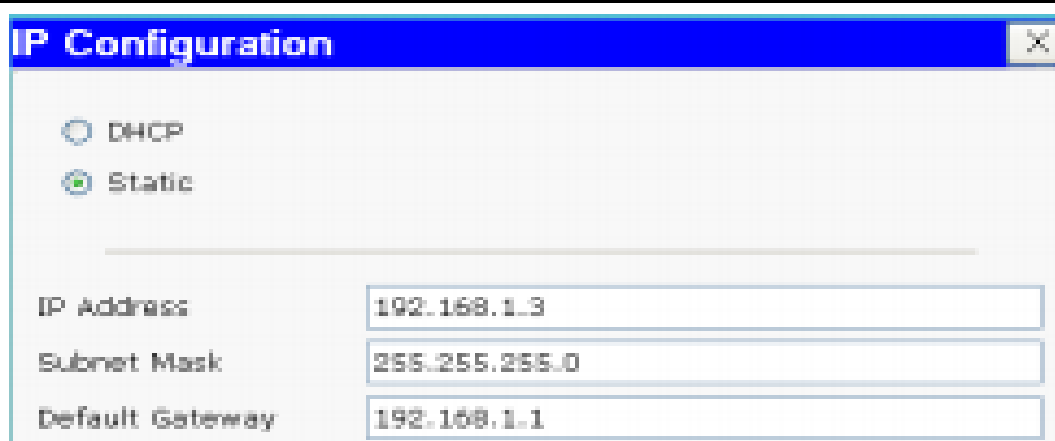 IP Configuration
DHCP
Static
IP Address 192.168.1.3
Subnet Mask 255.255.255.0
Default Gateway 192.168.1.1